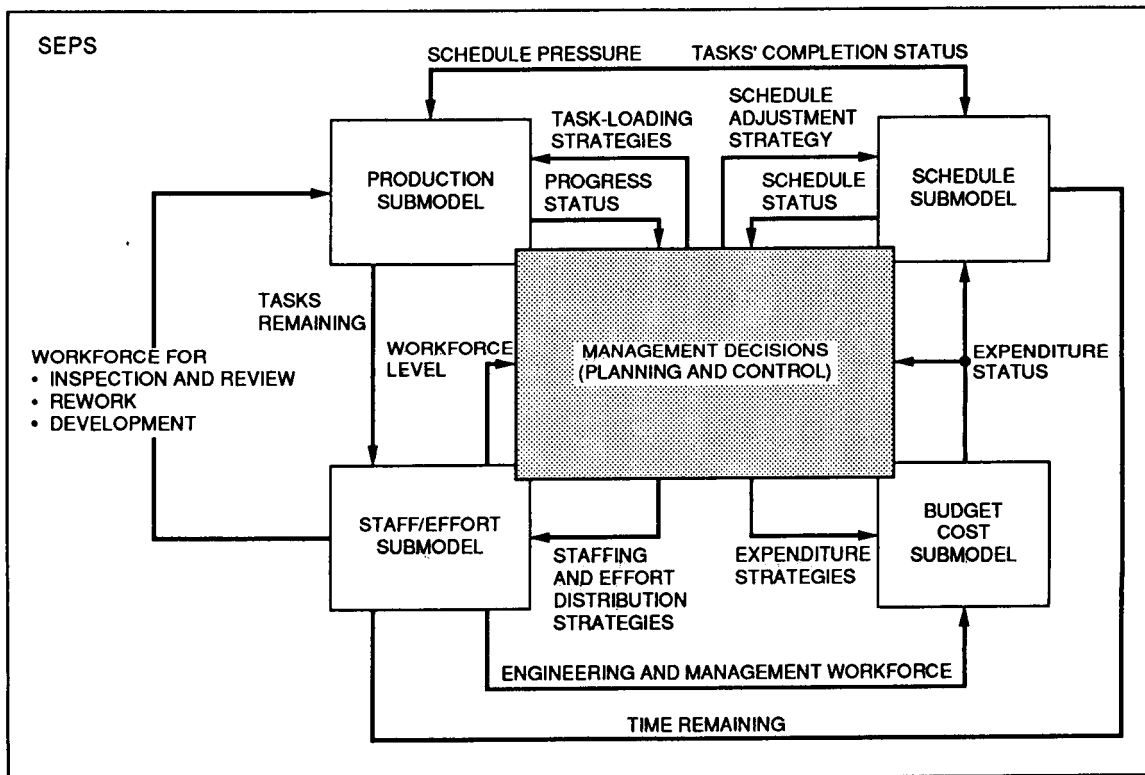 SEPS
SCHEDULE PRESSURE
TASKS' COMPLETION STATUS
TASK-LOADING
STRATEGIES
SCHEDULE
ADJUSTMENT
STRATEGY
PRODUCTION
SUBMODEL
PROGRESS
STATUS
SCHEDULE
STATUS
SCHEDULE
SUBMODEL
TASKS
REMAINING
WORKFORCE
LEVEL
MANAGEMENT DECISIONS
(PLANNING AND CONTROL)
EXPENDITURE
STATUS
WORKFORCE FOR
• INSPECTION AND REVIEW
• REWORK
• DEVELOPMENT
STAFF/EFFORT
SUBMODEL
STAFFING
AND EFFORT
DISTRIBUTION
STRATEGIES
EXPENDITURE
STRATEGIES
BUDGET
COST
SUBMODEL
ENGINEERING AND MANAGEMENT WORKFORCE
TIME REMAINING